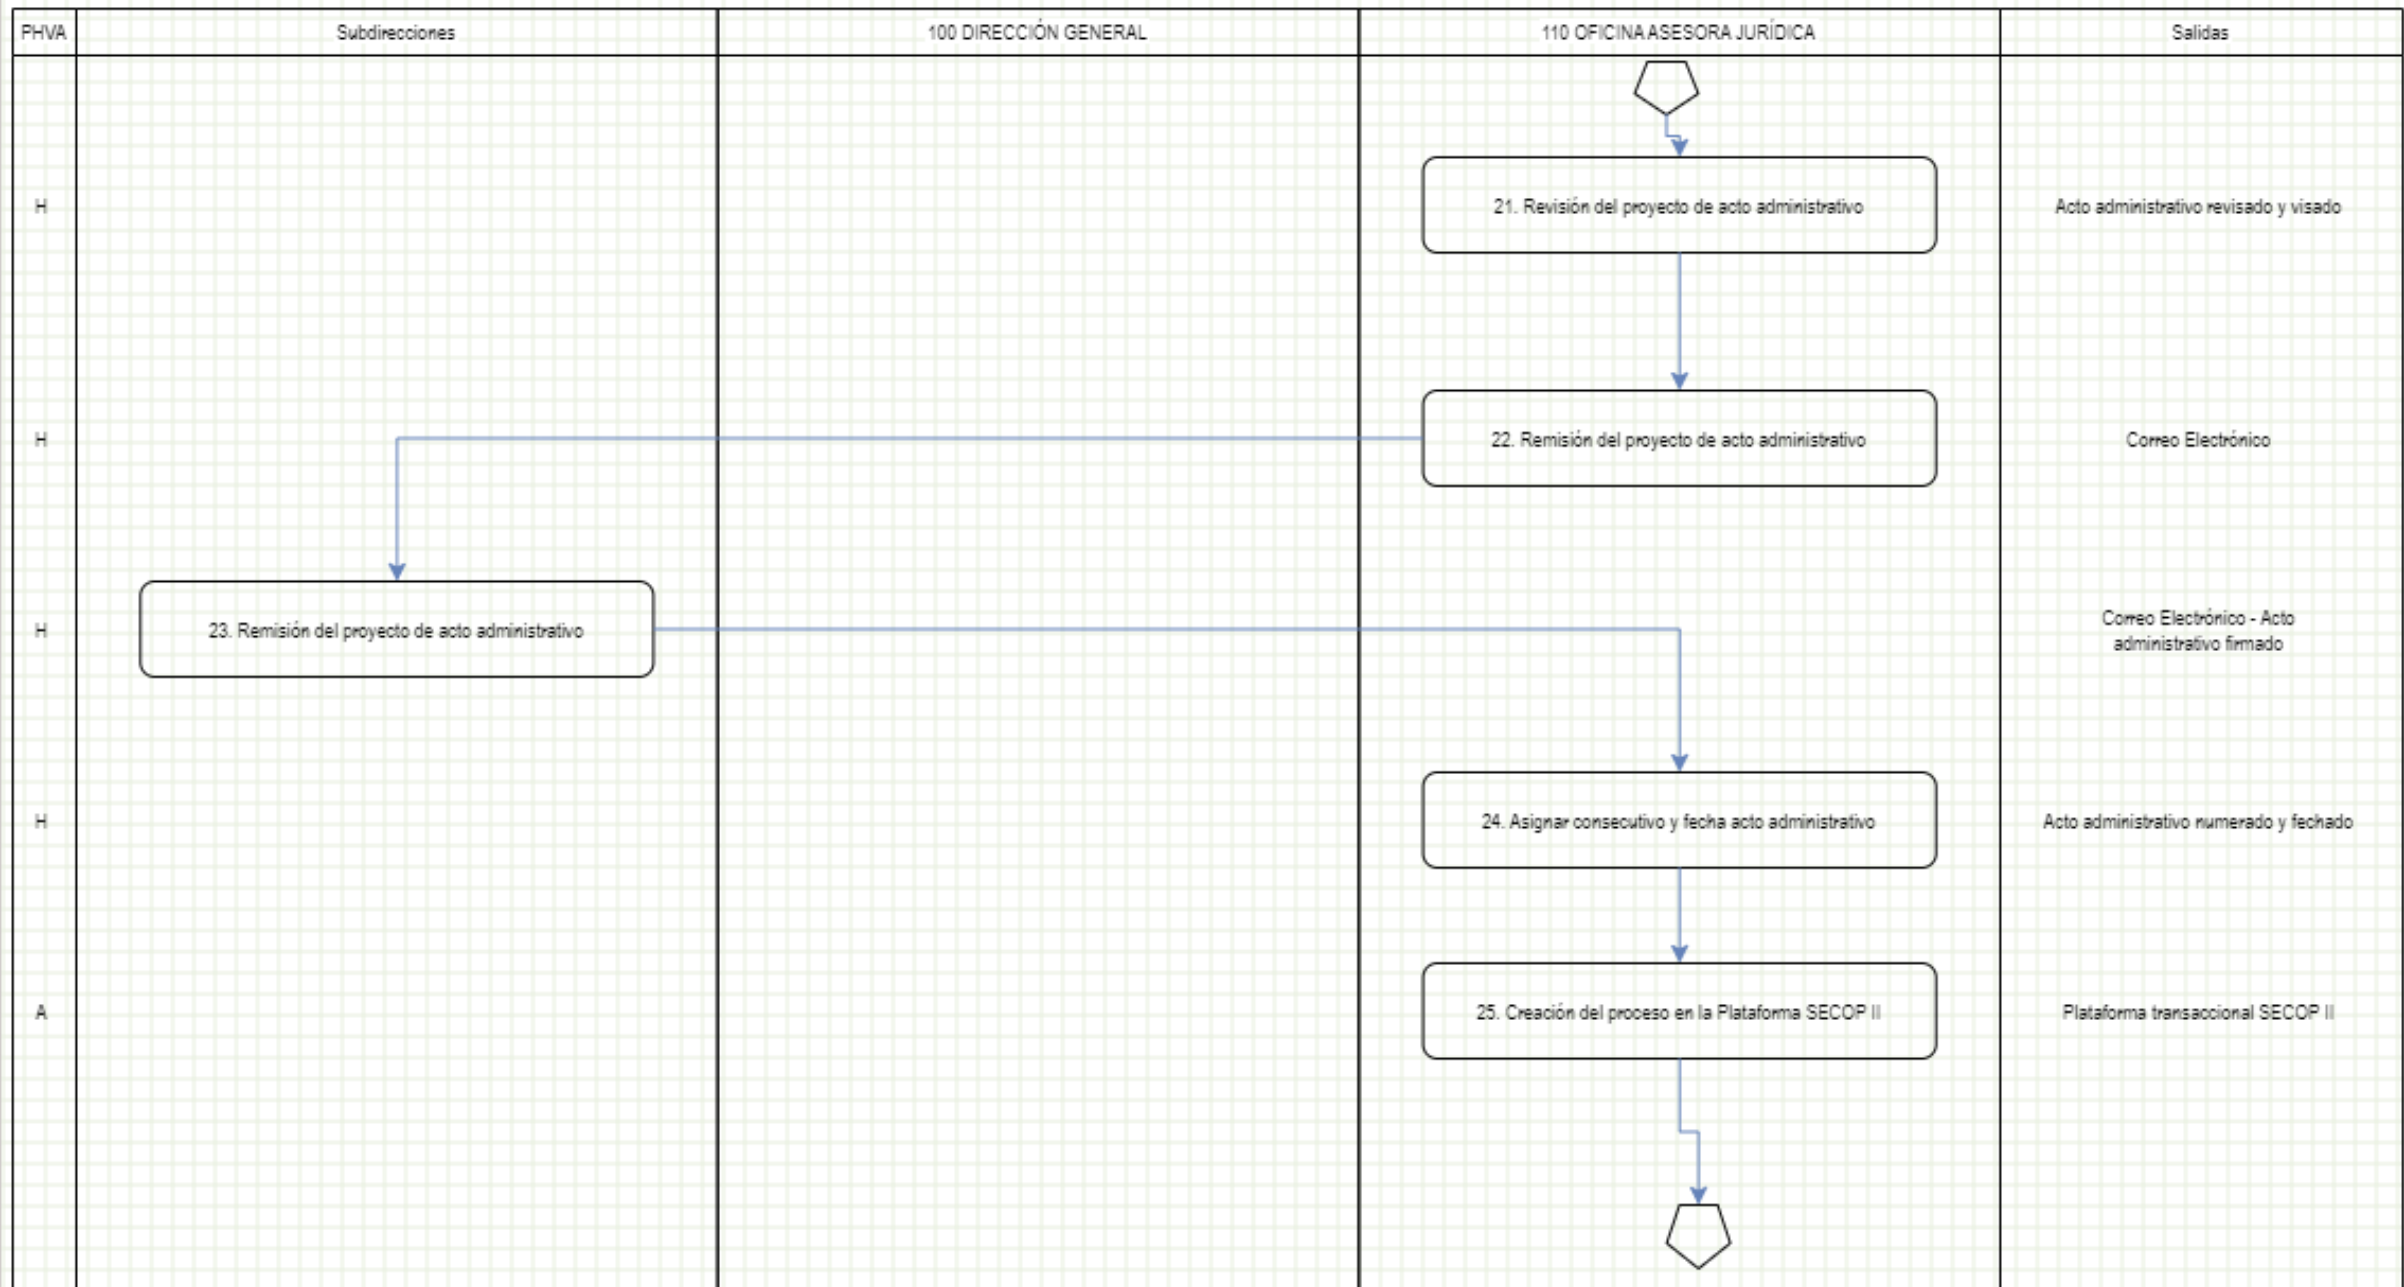 PHVA
Subdirecciones
100 DIRECCIÓN GENERAL
110 OFICINA ASESORA JURÍDICA
Salidas
H
21. Revisión del proyecto de acto administrativo
Acto administrativo revisado y visado
H
22. Remisión del proyecto de acto administrativo
Correo Electrónico
H
23. Remisión del proyecto de acto administrativo
Correo Electrónico - Acto
administrativo firmado
H
24. Asignar consecutivo y fecha acto administrativo
Acto administrativo numerado y fechado
A
25. Creación del proceso en la Plataforma SECOP II
Plataforma transaccional SECOP II